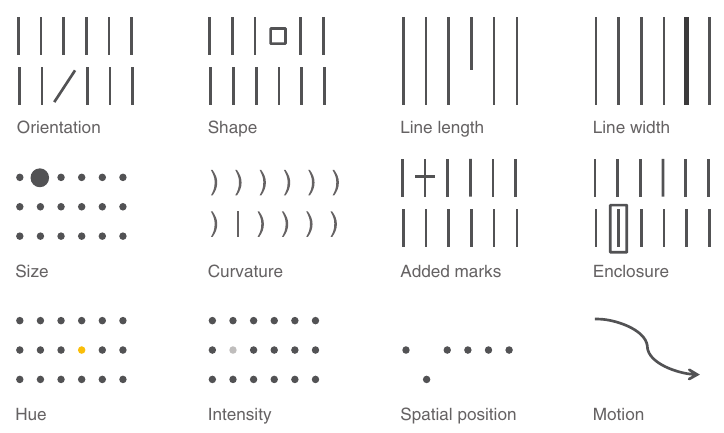 Orientation
Shape
Line length
Line width
Size
Curvature
Added marks
Enclosure
Hue
Intensity
Spatial position
Motion